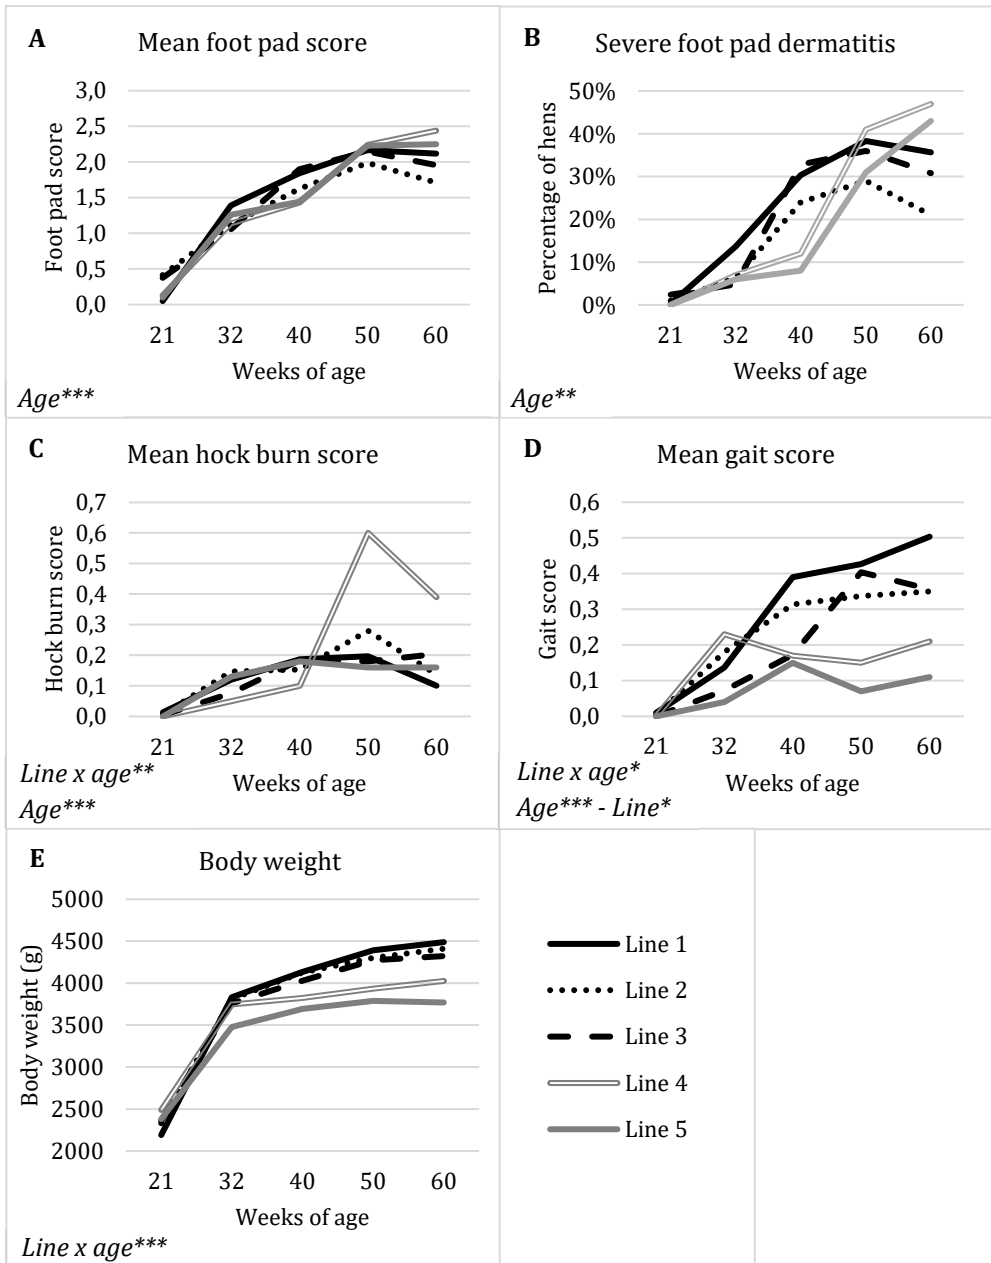 A Mean foot pad score
3,0
2,5
2,0
1,5
1,0
0,5
0,0
Foot pad score
21 32 40 50 60
Weeks of age
Age***
B Severe foot pad dermatitis
50%
40%
30%
20%
10%
0%
Percentage of hens
21 32 40 50 60
Weeks of age
Age**
C Mean hock burn score
0,7
0,6
0,5
0,4
0,3
0,2
0,1
0,0
Hock burn score
21 32 40 50 60
Weeks of age
Line x age**
Age***
D Mean gait score
0,6
0,5
0,4
0,3
0,2
0,1
0,0
Gait score
21 32 40 50 60
Weeks of age
Line x age*
Age*** - Line*
E Body weight
5000
4500
4000
3500
3000
2500
2000
Body weight (g)
21 32 40 50 60
Weeks of age
Line x age***
Line 1
Line 2
Line 3
Line 4
Line 5